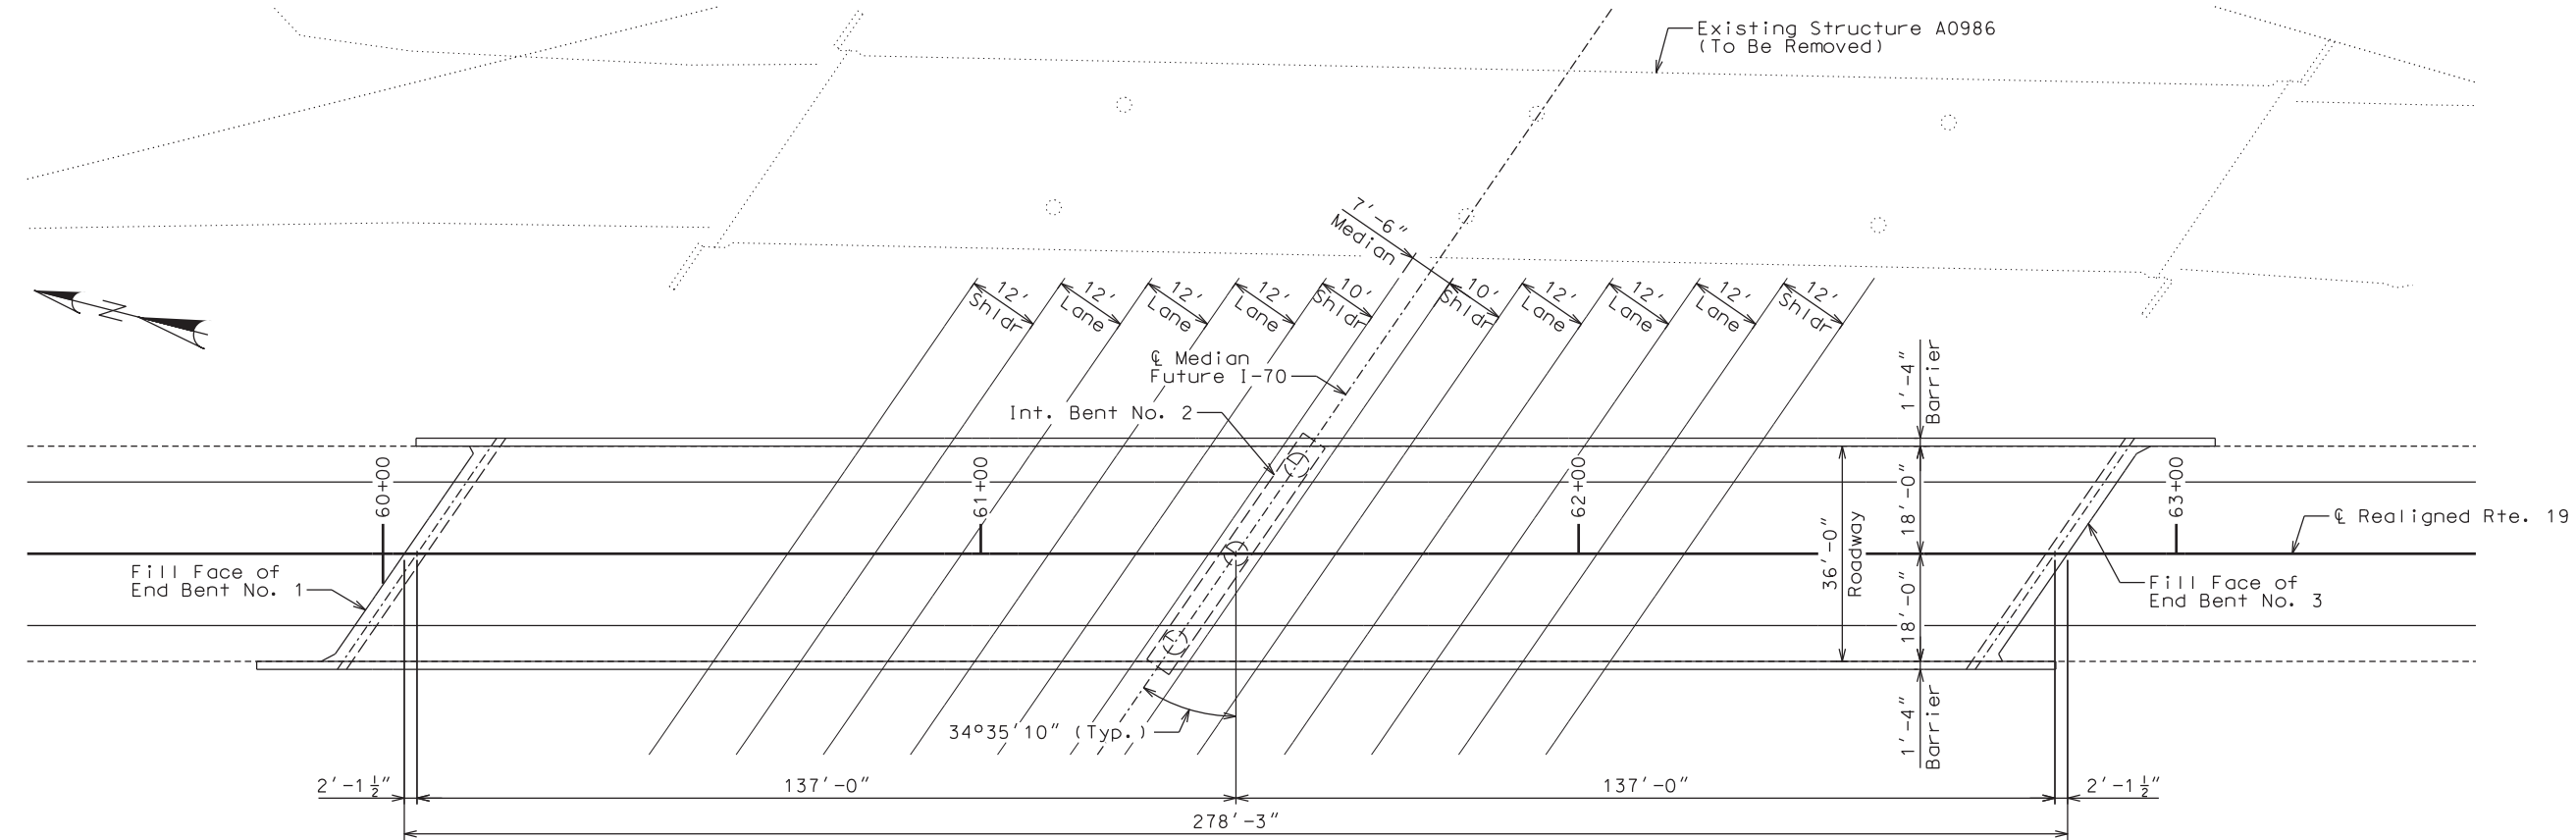 Existing Structure A0986
(To Be Removed)
7'-6"
Median
N
12'
Shldr
12'
Lane
12'
Lane
12'
Lane
10'
Shldr
10'
Shldr
12'
Lane
12'
Lane
12'
Lane
12'
Shldr
℄ Median
Future I-70
Int. Bent No. 2
1'-4"
Barrier
60+00
61+00
62+00
63+00
18'-0"
36'-0"
Roadway
18'-0"
℄ Realigned Rte. 19
Fill Face of
End Bent No. 1
Fill Face of
End Bent No. 3
34°35'10" (Typ.)
1'-4"
Barrier
2'-1½"
137'-0"
137'-0"
2'-1½"
278'-3"